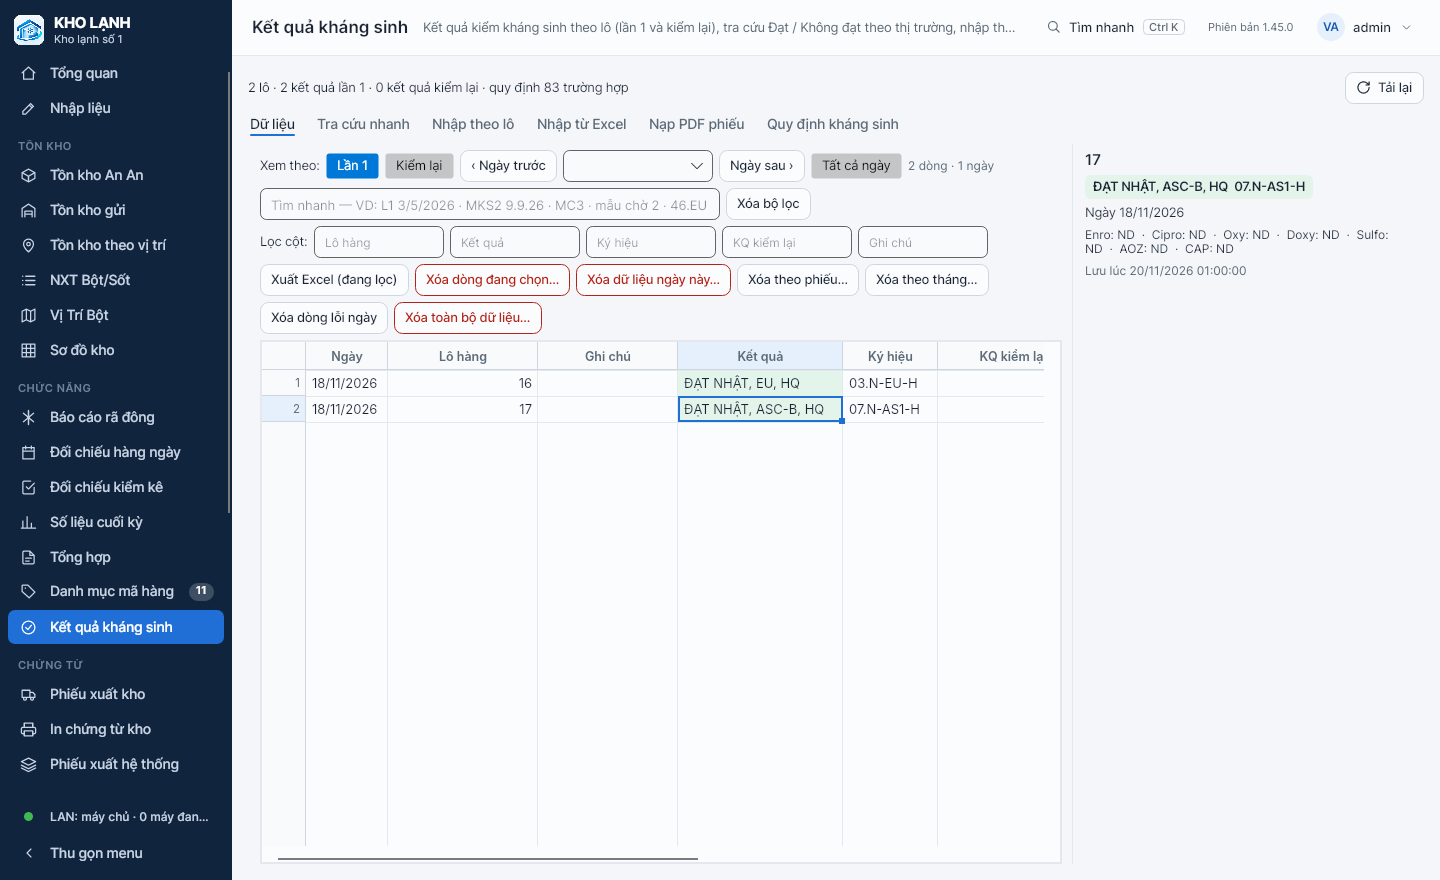 KHO LẠNH
Kho lạnh số 1
Tổng quan
Nhập liệu
TỒN KHO
Tồn kho An An
Tồn kho gửi
Tồn kho theo vị trí
NXT Bột/Sốt
Vị Trí Bột
Sơ đồ kho
CHỨC NĂNG
Báo cáo rã đông
Đối chiếu hàng ngày
Đối chiếu kiểm kê
Số liệu cuối kỳ
Tổng hợp
Danh mục mã hàng 11
Kết quả kháng sinh
CHỨNG TỪ
Phiếu xuất kho
In chứng từ kho
Phiếu xuất hệ thống
LAN: máy chủ · 0 máy đan...
Thu gọn menu
Kết quả kháng sinh Kết quả kiểm kháng sinh theo lô (lần 1 và kiểm lại), tra cứu Đạt / Không đạt theo thị trường, nhập th... Tìm nhanh Ctrl K Phiên bản 1.45.0 VA admin
2 lô · 2 kết quả lần 1 · 0 kết quả kiểm lại · quy định 83 trường hợp Tải lại
Dữ liệu Tra cứu nhanh Nhập theo lô Nhập từ Excel Nạp PDF phiếu Quy định kháng sinh
Xem theo: Lần 1 Kiểm lại ‹ Ngày trước Ngày sau › Tất cả ngày 2 dòng · 1 ngày
Tìm nhanh — VD: L1 3/5/2026 · MKS2 9.9.26 · MC3 · mẫu chờ 2 · 46.EU Xóa bộ lọc
Lọc cột: Lô hàng Kết quả Ký hiệu KQ kiểm lại Ghi chú
Xuất Excel (đang lọc) Xóa dòng đang chọn... Xóa dữ liệu ngày này... Xóa theo phiếu... Xóa theo tháng...
Xóa dòng lỗi ngày Xóa toàn bộ dữ liệu...
Ngày Lô hàng Ghi chú Kết quả Ký hiệu KQ kiểm lạ
1 18/11/2026 16 ĐẠT NHẬT, EU, HQ 03.N-EU-H
2 18/11/2026 17 ĐẠT NHẬT, ASC-B, HQ 07.N-AS1-H
17
ĐẠT NHẬT, ASC-B, HQ 07.N-AS1-H
Ngày 18/11/2026
Enro: ND · Cipro: ND · Oxy: ND · Doxy: ND · Sulfo:
ND · AOZ: ND · CAP: ND
Lưu lúc 20/11/2026 01:00:00